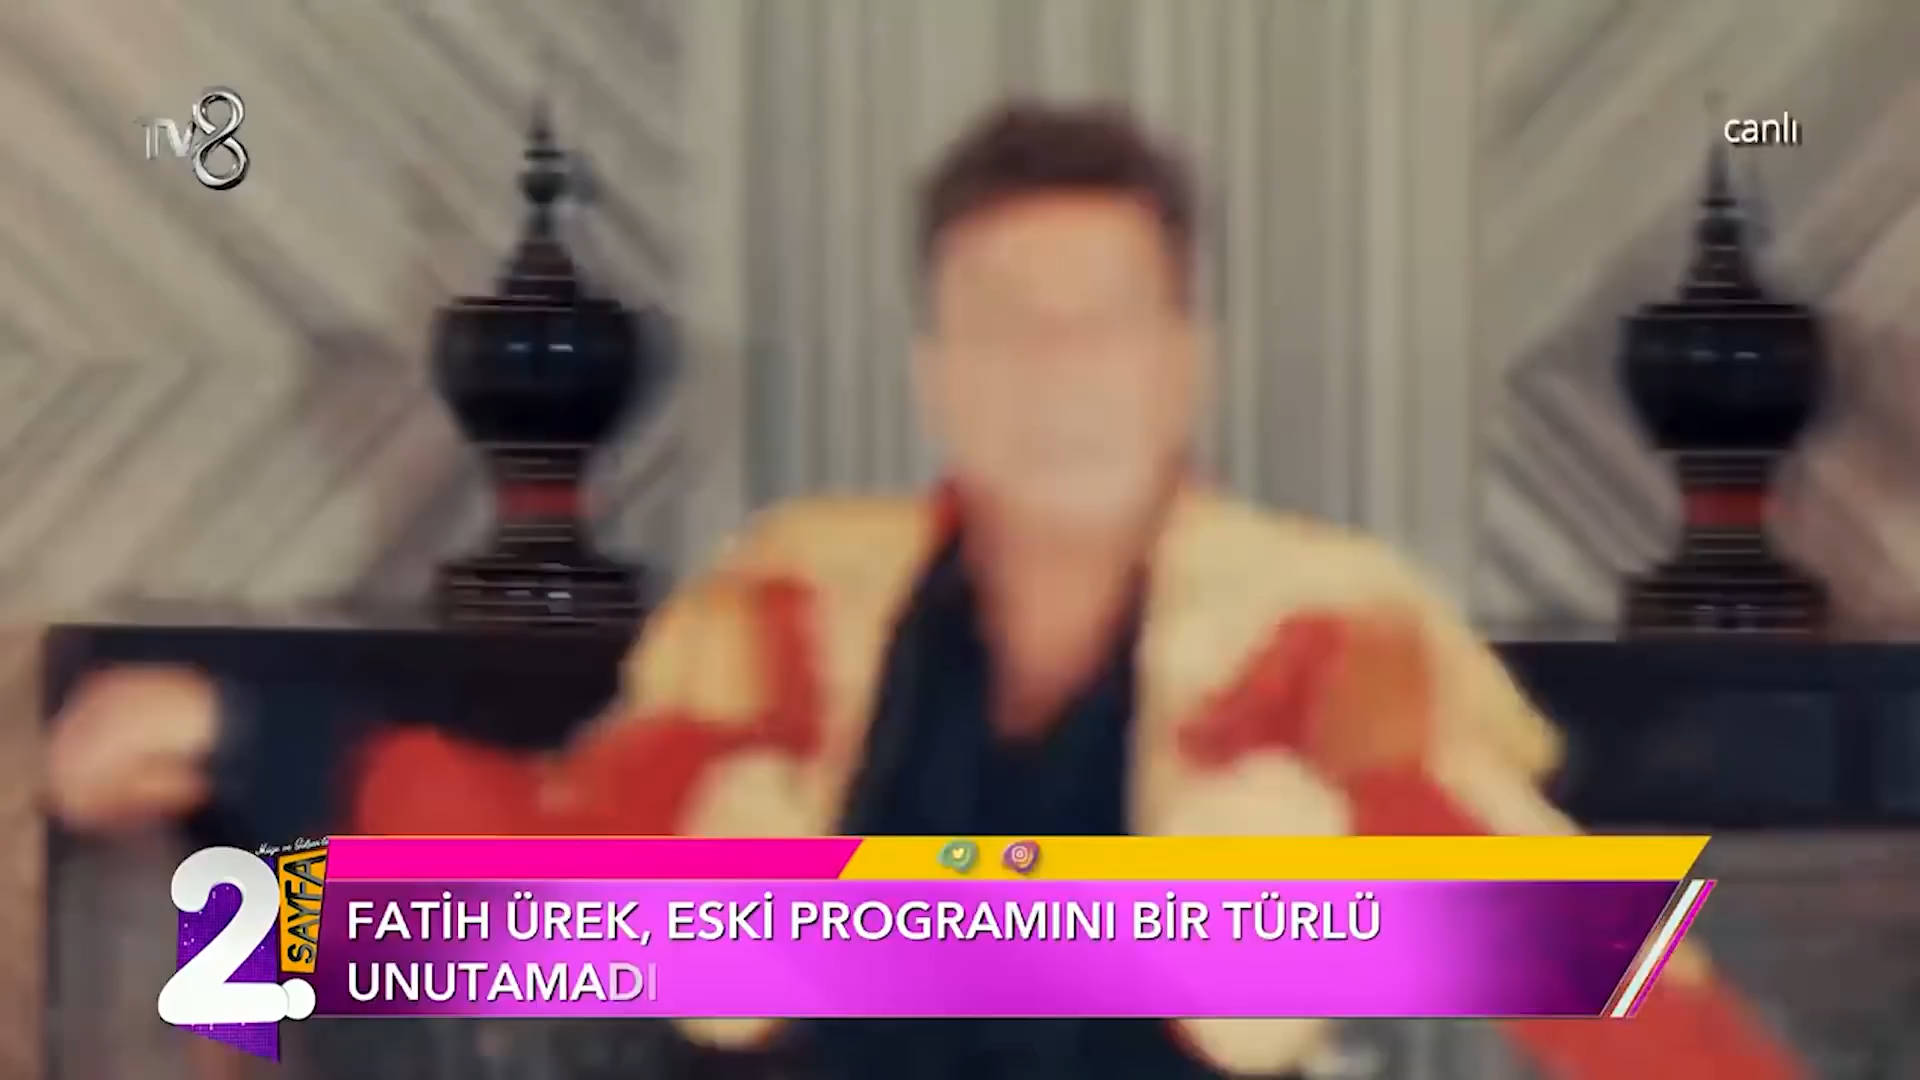 TV8
canlı
2.
SAYFA
FATİH ÜREK, ESKİ PROGRAMINI BİR TÜRLÜ
UNUTAMADI